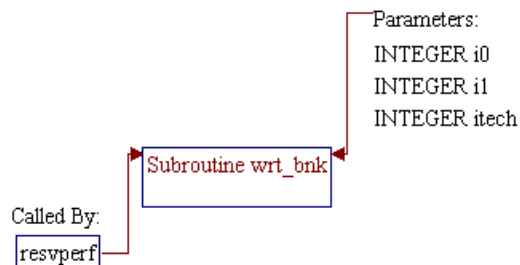 Parameters:
INTEGER i0
INTEGER i1
INTEGER itech
Subroutine wrt_bnk
Called By:
resvperf